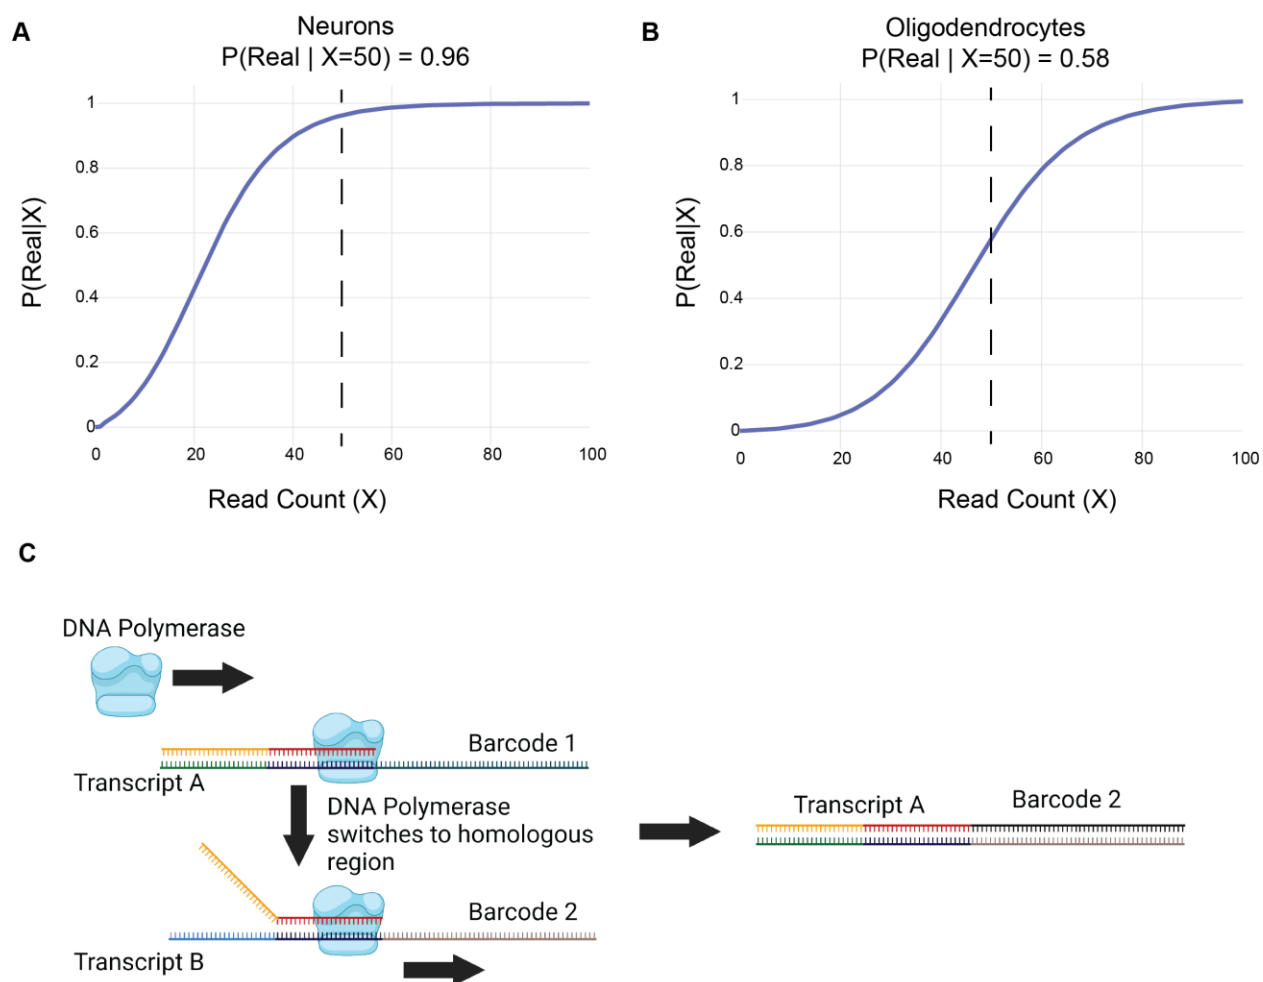 A
Neurons
P(Real | X=50) = 0.96
1
0.8
0.6
0.4
0.2
0
0 20 40 60 80 100
P(Real|X)
Read Count (X)
B
Oligodendrocytes
P(Real | X=50) = 0.58
1
0.8
0.6
0.4
0.2
0
0 20 40 60 80 100
P(Real|X)
Read Count (X)
C
DNA Polymerase
Barcode 1
Transcript A
DNA Polymerase
switches to homologous
region
Barcode 2
Transcript B
Transcript A
Barcode 2